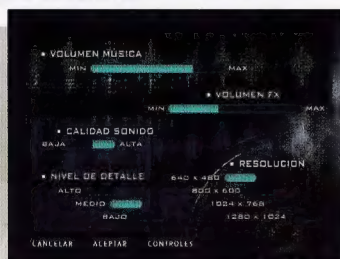 • VOLUMEN MÚSICA
MIN MAX
• VOLUMEN FX
MIN MAX
• CALIDAD SONIDO
BAJA ALTA
• RESOLUCION
640 x 480
• NIVEL DE DETALLE
800 x 600
ALTO
1024 x 768
MEDIO
1280 x 1024
BAJO
CANCELAR ACEPTAR CONTROLES